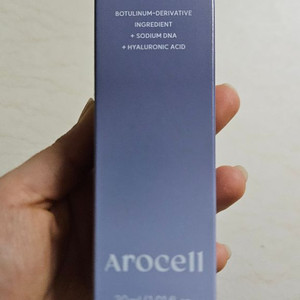 BOTULINUM-DERIVATIVE
INGREDIENT
+ SODIUM DNA
+ HYALURONIC ACID
Arocell